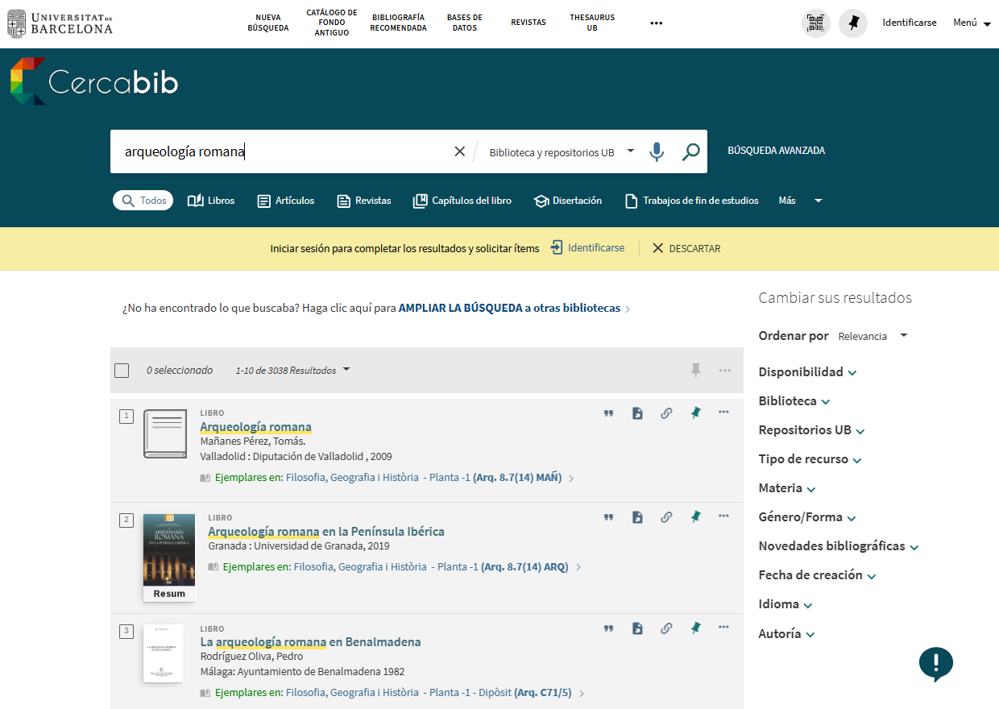 UNIVERSITAT DE
BARCELONA
NUEVA
BÚSQUEDA
CATÁLOGO DE
FONDO
ANTIGUO
BIBLIOGRAFÍA
RECOMENDADA
BASES DE
DATOS
REVISTAS
THESAURUS
UB
Identificarse
Menú
Cercabib
arqueología romana
Biblioteca y repositorios UB
BÚSQUEDA AVANZADA
Todos
Libros
Artículos
Revistas
Capítulos del libro
Disertación
Trabajos de fin de estudios
Más
Iniciar sesión para completar los resultados y solicitar ítems
Identificarse
DESCARTAR
¿No ha encontrado lo que buscaba? Haga clic aquí para AMPLIAR LA BÚSQUEDA a otras bibliotecas
0 seleccionado
1-10 de 3038 Resultados
1
LIBRO
Arqueología romana
Mañanes Pérez, Tomás.
Valladolid : Diputación de Valladolid , 2009
Ejemplares en: Filosofia, Geografia i Història - Planta -1 (Arq. 8.7(14) MAÑ)
2
ARQUEOLOGÍA
ROMANA
EN LA PENÍNSULA IBÉRICA
Resum
LIBRO
Arqueología romana en la Península Ibérica
Granada : Universidad de Granada, 2019
Ejemplares en: Filosofia, Geografia i Història - Planta -1 (Arq. 8.7(14) ARQ)
3
LIBRO
La arqueología romana en Benalmadena
Rodríguez Oliva, Pedro
Málaga: Ayuntamiento de Benalmadena 1982
Ejemplares en: Filosofia, Geografia i Història - Planta -1 - Dipòsit (Arq. C71/5)
Cambiar sus resultados
Ordenar por Relevancia
Disponibilidad
Biblioteca
Repositorios UB
Tipo de recurso
Materia
Género/Forma
Novedades bibliográficas
Fecha de creación
Idioma
Autoría